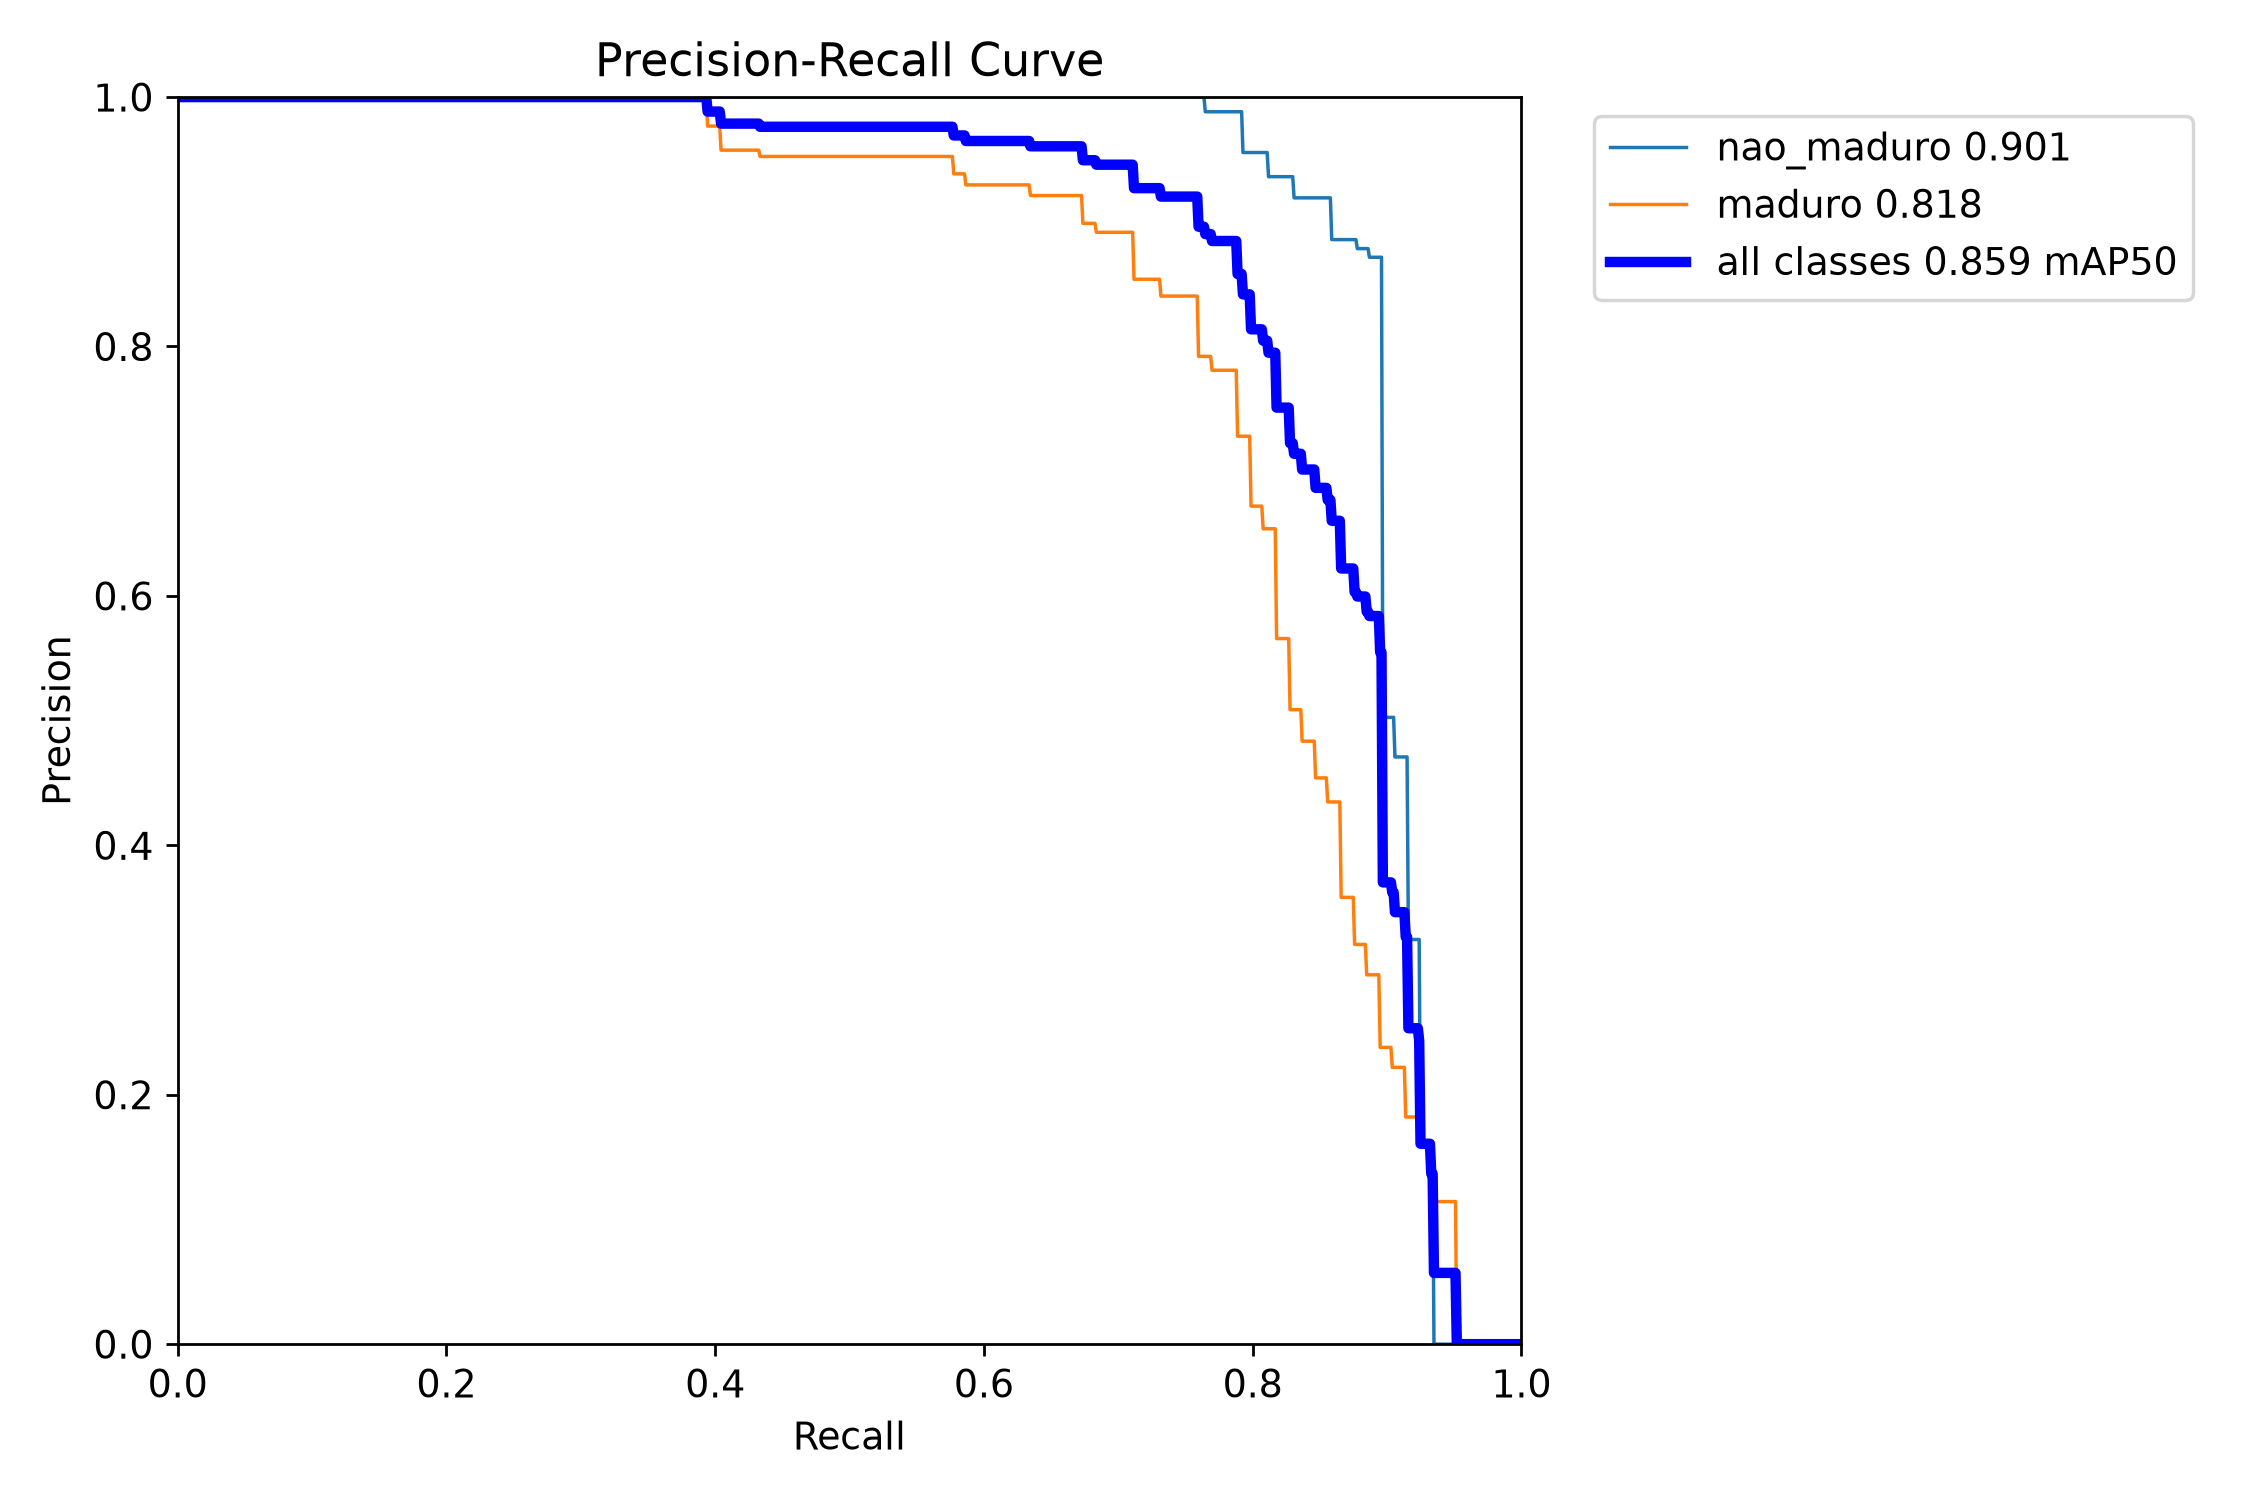 Precision-Recall Curve
1.0
0.8
0.6
0.4
0.2
0.0
Precision
0.0 0.2 0.4 0.6 0.8 1.0
Recall
nao_maduro 0.901
maduro 0.818
all classes 0.859 mAP50